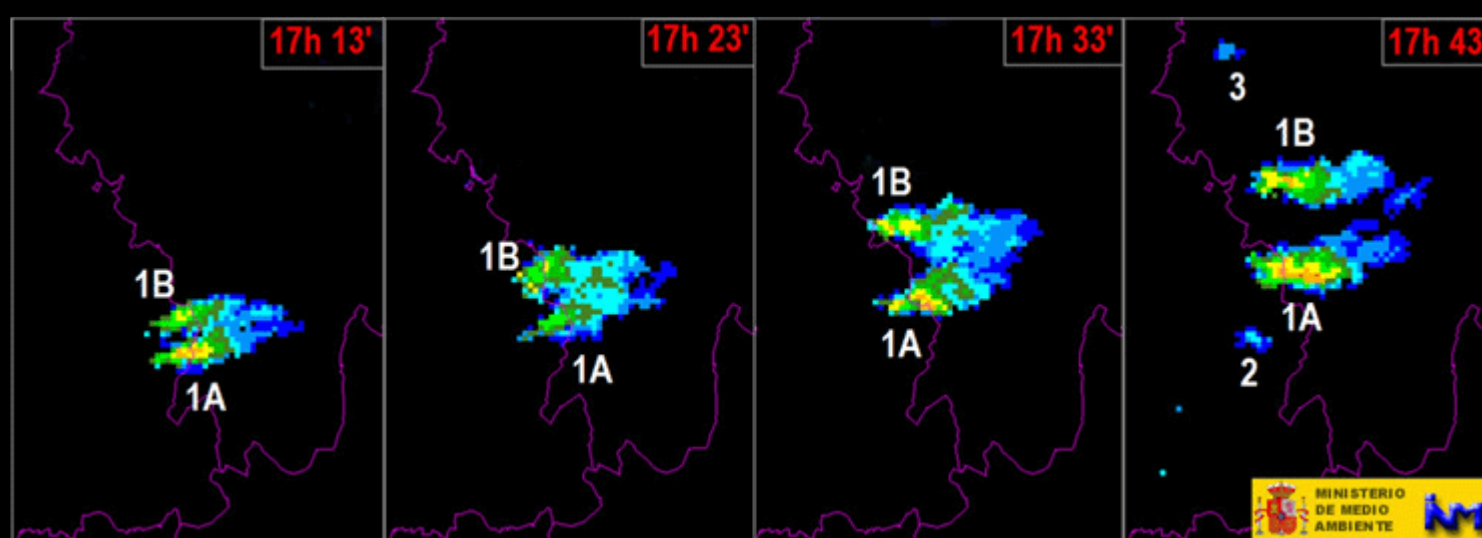 17h 13'
1B
1A
17h 23'
1B
1A
17h 33'
1B
1A
17h 43
3
1B
1A
2
MINISTERIO
DE MEDIO
AMBIENTE